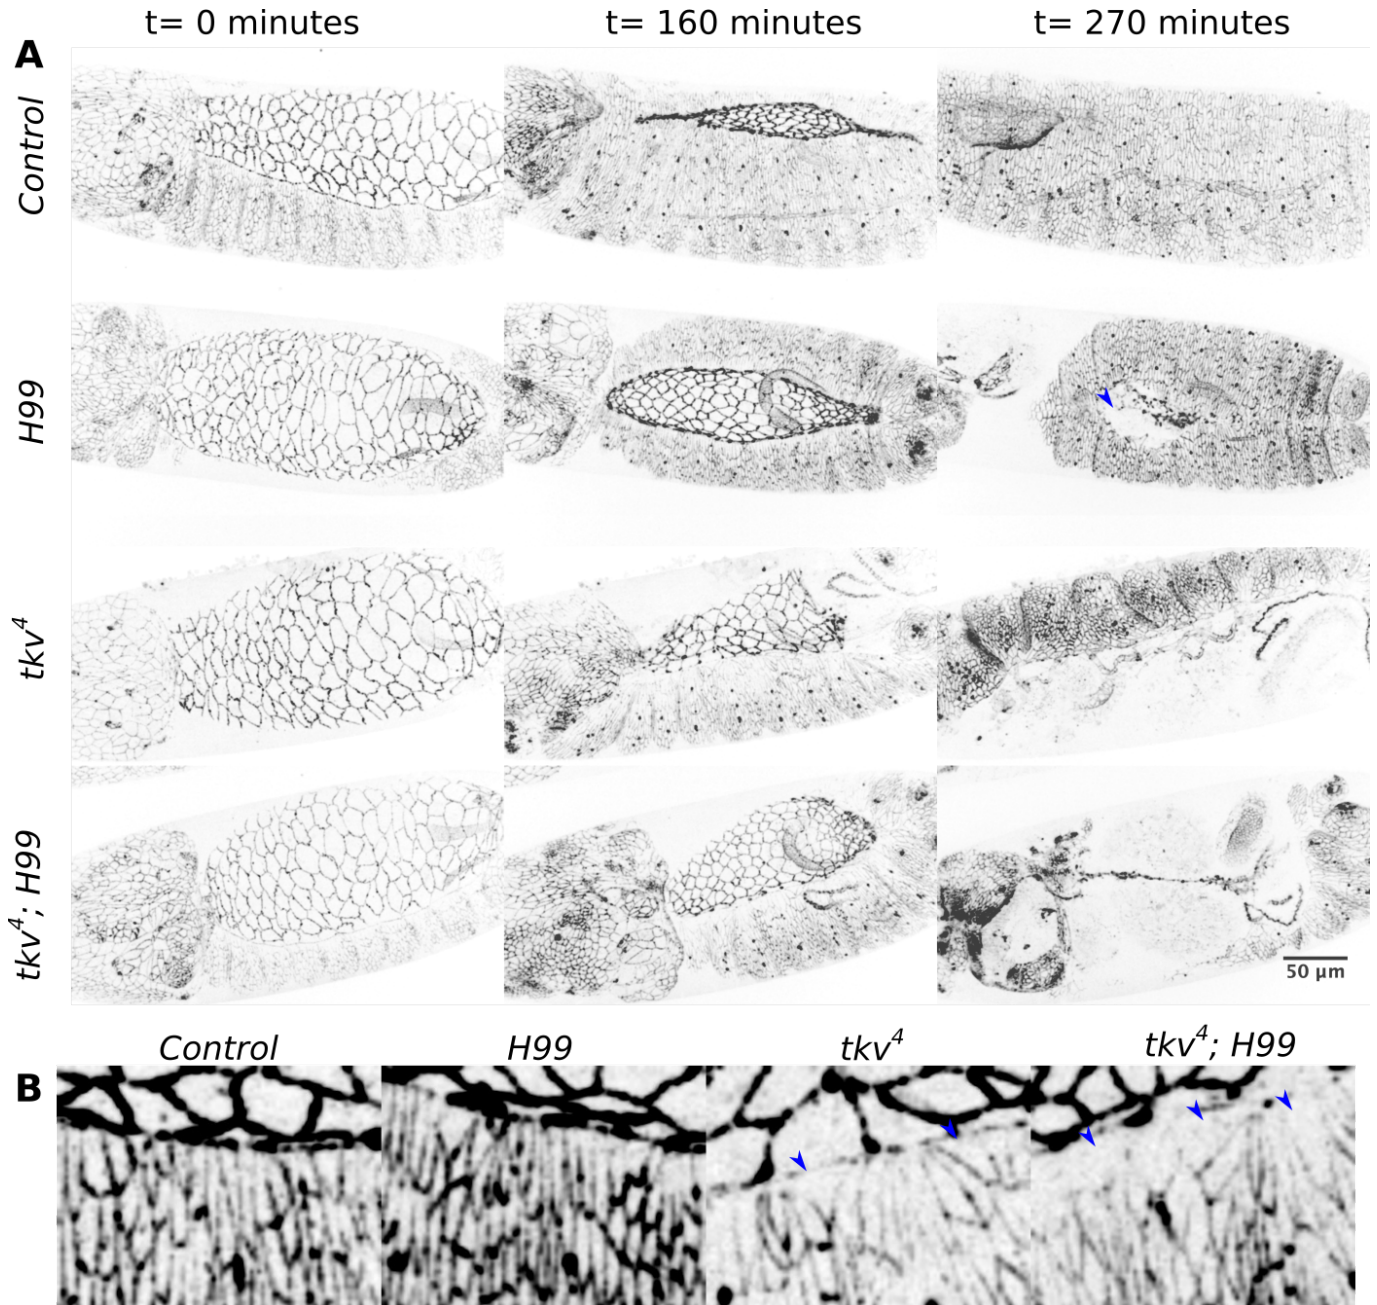 t= 0 minutes t= 160 minutes t= 270 minutes
A
Control
H99
tkv⁴
tkv⁴; H99
50 μm
Control H99 tkv⁴ tkv⁴; H99
B